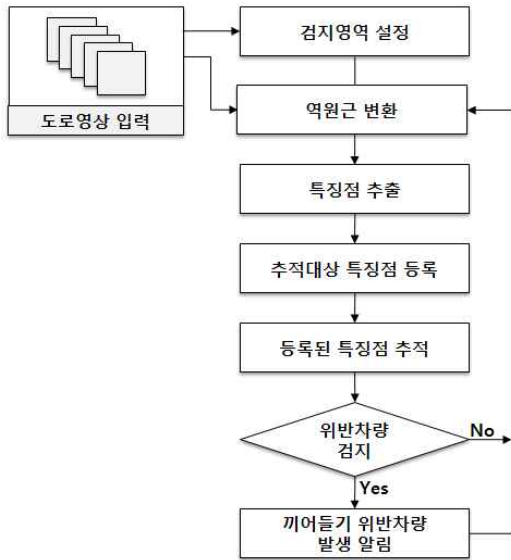 검지영역 설정
도로영상 입력
역원근 변환
특징점 추출
추적대상 특징점 등록
등록된 특징점 추적
위반차량
검지
No
Yes
끼어들기 위반차량
발생 알림